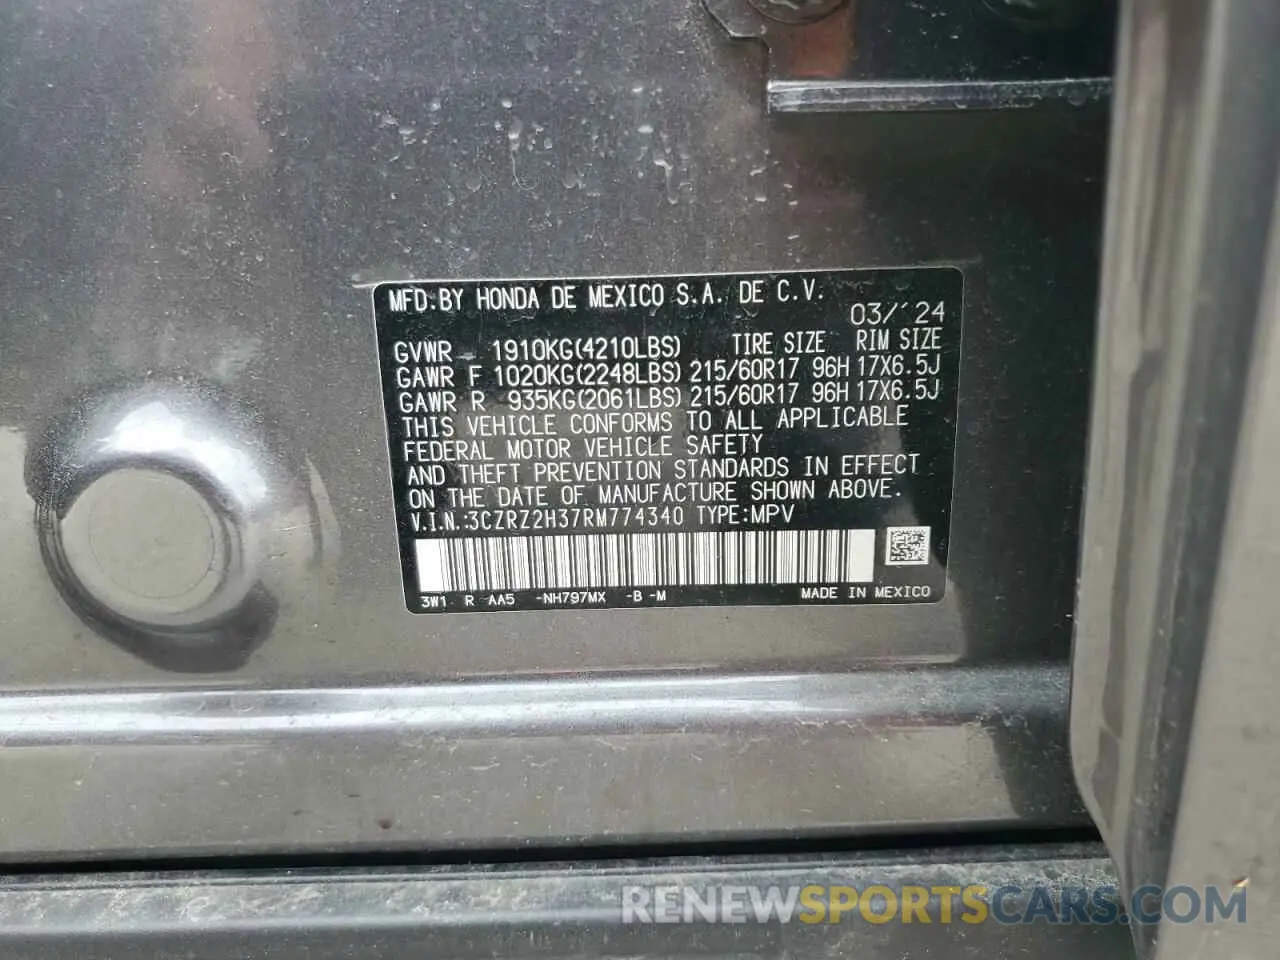 MFD.BY HONDA DE MEXICO S.A. DE C.V.
03/'24
GVWR 1910KG(4210LBS) TIRE SIZE RIM SIZE
GAWR F 1020KG(2248LBS) 215/60R17 96H 17X6.5J
GAWR R 935KG(2061LBS) 215/60R17 96H 17X6.5J
THIS VEHICLE CONFORMS TO ALL APPLICABLE
FEDERAL MOTOR VEHICLE SAFETY
AND THEFT PREVENTION STANDARDS IN EFFECT
ON THE DATE OF MANUFACTURE SHOWN ABOVE.
V.I.N.:3CZRZ2H37RM774340 TYPE:MPV
3W1 R AA5 -NH797MX -B -M MADE IN MEXICO
RENEWSPORTSCARS.COM